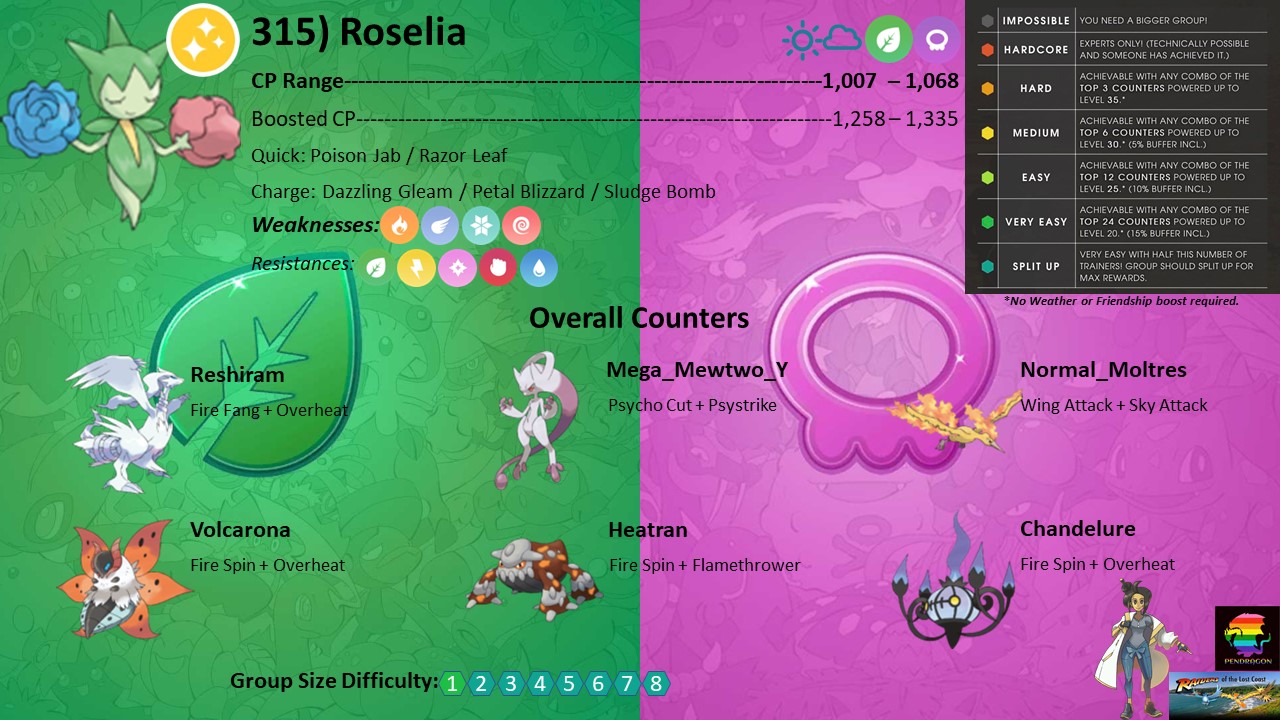 315) Roselia
CP Range--------------------------------------------------------------------------------1,007 – 1,068
Boosted CP--------------------------------------------------------------------------------1,258 – 1,335
Quick: Poison Jab / Razor Leaf
Charge: Dazzling Gleam / Petal Blizzard / Sludge Bomb
Weaknesses:
Resistances:
IMPOSSIBLE YOU NEED A BIGGER GROUP!
HARDCORE EXPERTS ONLY! (TECHNICALLY POSSIBLE
AND SOMEONE HAS ACHIEVED IT.)
HARD ACHIEVABLE WITH ANY COMBO OF THE
TOP 3 COUNTERS POWERED UP TO
LEVEL 35.*
MEDIUM ACHIEVABLE WITH ANY COMBO OF THE
TOP 6 COUNTERS POWERED UP TO
LEVEL 30.* (5% BUFFER INCL.)
EASY ACHIEVABLE WITH ANY COMBO OF THE
TOP 12 COUNTERS POWERED UP TO
LEVEL 25.* (10% BUFFER INCL.)
VERY EASY ACHIEVABLE WITH ANY COMBO OF THE
TOP 24 COUNTERS POWERED UP TO
LEVEL 20.* (15% BUFFER INCL.)
SPLIT UP VERY EASY WITH HALF THIS NUMBER OF
TRAINERS! GROUP SHOULD SPLIT UP FOR
MAX REWARDS.
*No Weather or Friendship boost required.
Overall Counters
Reshiram
Fire Fang + Overheat
Mega_Mewtwo_Y
Psycho Cut + Psystrike
Normal_Moltres
Wing Attack + Sky Attack
Volcarona
Fire Spin + Overheat
Heatran
Fire Spin + Flamethrower
Chandelure
Fire Spin + Overheat
Group Size Difficulty: 1 2 3 4 5 6 7 8
PENDRAGON
RAIDERS of the Lost Coast